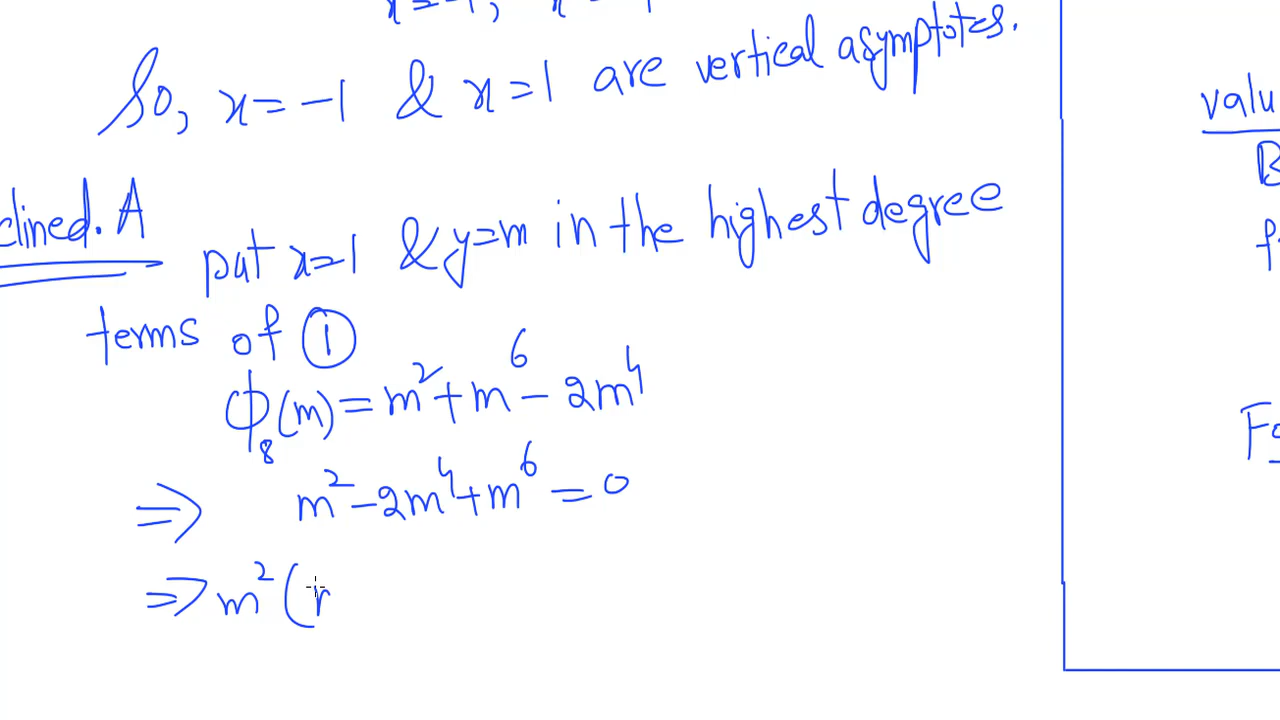 So, x = -1 & x = 1 are vertical asymptotes.
clined. A
put x=1 & y=m in the highest degree
terms of ①
ϕ₈(m) = m² + m⁶ - 2m⁴
⇒ m² - 2m⁴ + m⁶ = 0
⇒ m² (
valu
B
f
Fo